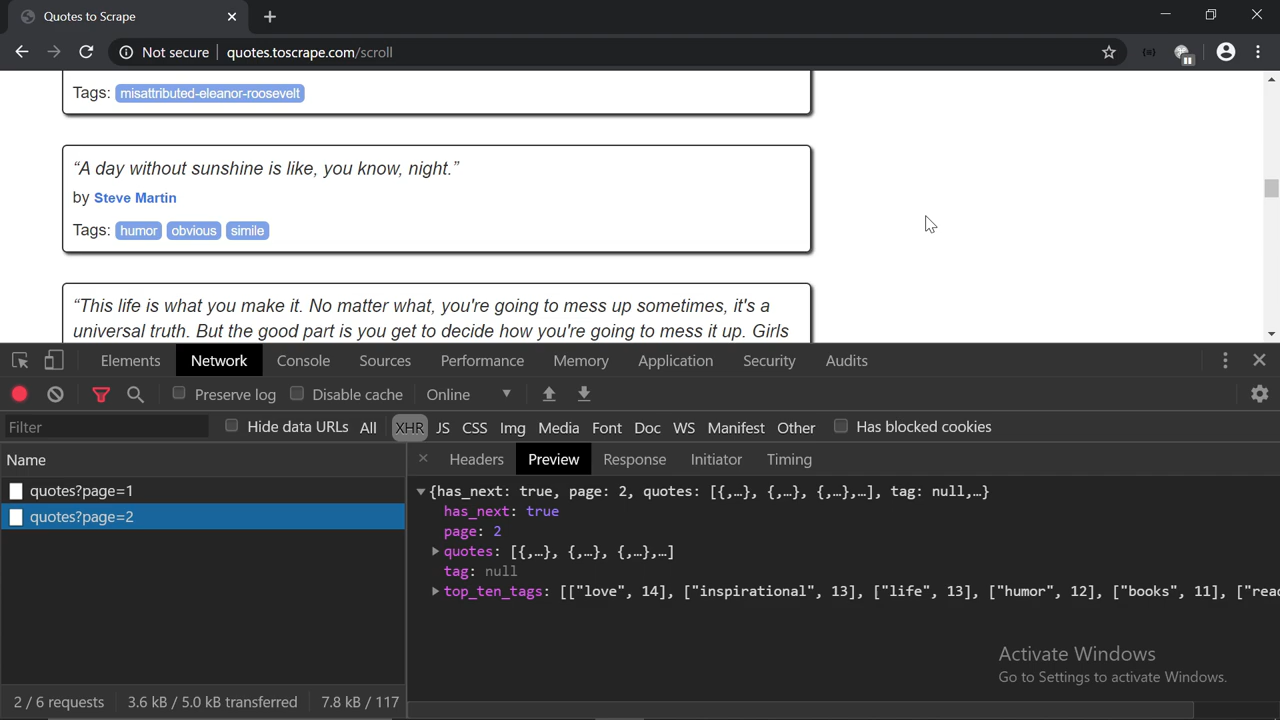 Quotes to Scrape
Not secure quotes.toscrape.com/scroll
Tags: misattributed-eleanor-roosevelt
“A day without sunshine is like, you know, night.”
by Steve Martin
Tags: humor obvious simile
“This life is what you make it. No matter what, you're going to mess up sometimes, it's a
universal truth. But the good part is you get to decide how you're going to mess it up. Girls
Elements Network Console Sources Performance Memory Application Security Audits
Preserve log Disable cache Online
Filter Hide data URLs All XHR JS CSS Img Media Font Doc WS Manifest Other Has blocked cookies
Name
Headers Preview Response Initiator Timing
quotes?page=1
quotes?page=2
{has_next: true, page: 2, quotes: [{,…}, {,…}, {,…},…], tag: null,…}
has_next: true
page: 2
quotes: [{,…}, {,…}, {,…},…]
tag: null
top_ten_tags: [["love", 14], ["inspirational", 13], ["life", 13], ["humor", 12], ["books", 11], ["rea
Activate Windows
Go to Settings to activate Windows.
2 / 6 requests 3.6 kB / 5.0 kB transferred 7.8 kB / 117